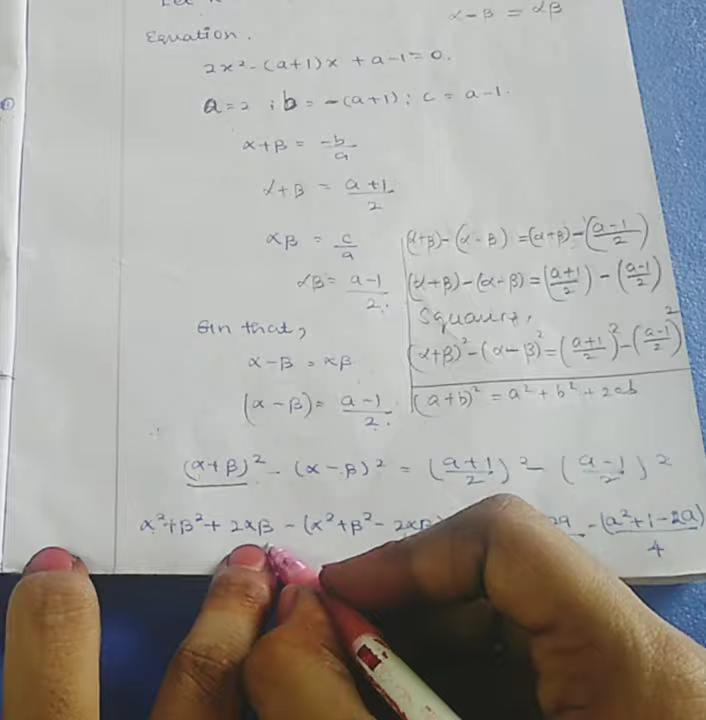 α-β = αβ
Equation.
2x²-(a+1)x + a-1=0.
a=2 ; b = -(a+1); c = a-1.
α+β = -b/a
α+β = a+1/2
αβ = c/a
αβ = a-1/2.
Gin that,
α-β = αβ
(α-β)= a-1/2.
(α+β)-(α-β) =(α+β)-(a-1/2)
(α+β)-(α-β)=(a+1/2)-(a-1/2)
Squaring,
(α+β)²-(α-β)²=(a+1/2)²-(a-1/2)²
(a+b)² = a²+b²+2ab
(α+β)² - (α-β)² = (a+1/2)² - (a-1/2)²
α²+β²+2αβ-(α²+β²-2αβ 2a -(a²+1-2a)/4